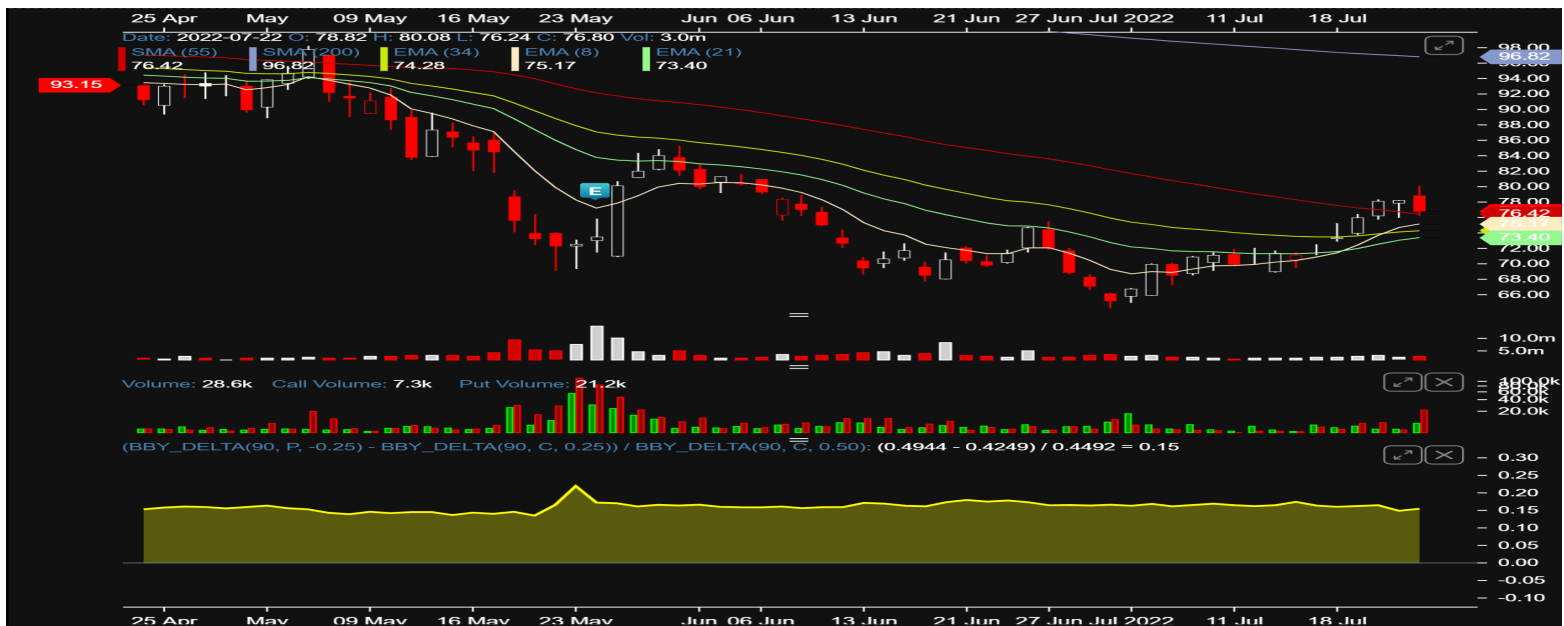 25 Apr May 09 May 16 May 23 May Jun 06 Jun 13 Jun 21 Jun 27 Jun Jul 2022 11 Jul 18 Jul
Date: 2022-07-22 O: 78.82 H: 80.08 L: 76.24 C: 76.80 Vol: 3.0m
SMA (55) SMA (200) EMA (34) EMA (8) EMA (21)
76.42 96.82 74.28 75.17 73.40
98.00
96.82
94.00
93.15
92.00
90.00
88.00
86.00
84.00
82.00
80.00
E
78.00
76.42
75.17
73.40
72.00
70.00
68.00
66.00
10.0m
5.0m
Volume: 28.6k Call Volume: 7.3k Put Volume: 21.2k
100.0k
40.0k
20.0k
(BBY_DELTA(90, P, -0.25) - BBY_DELTA(90, C, 0.25)) / BBY_DELTA(90, C, 0.50): (0.4944 - 0.4249) / 0.4492 = 0.15
0.30
0.25
0.20
0.15
0.10
0.05
0.00
-0.05
-0.10
25 Apr May 09 May 16 May 23 May Jun 06 Jun 13 Jun 21 Jun 27 Jun Jul 2022 11 Jul 18 Jul